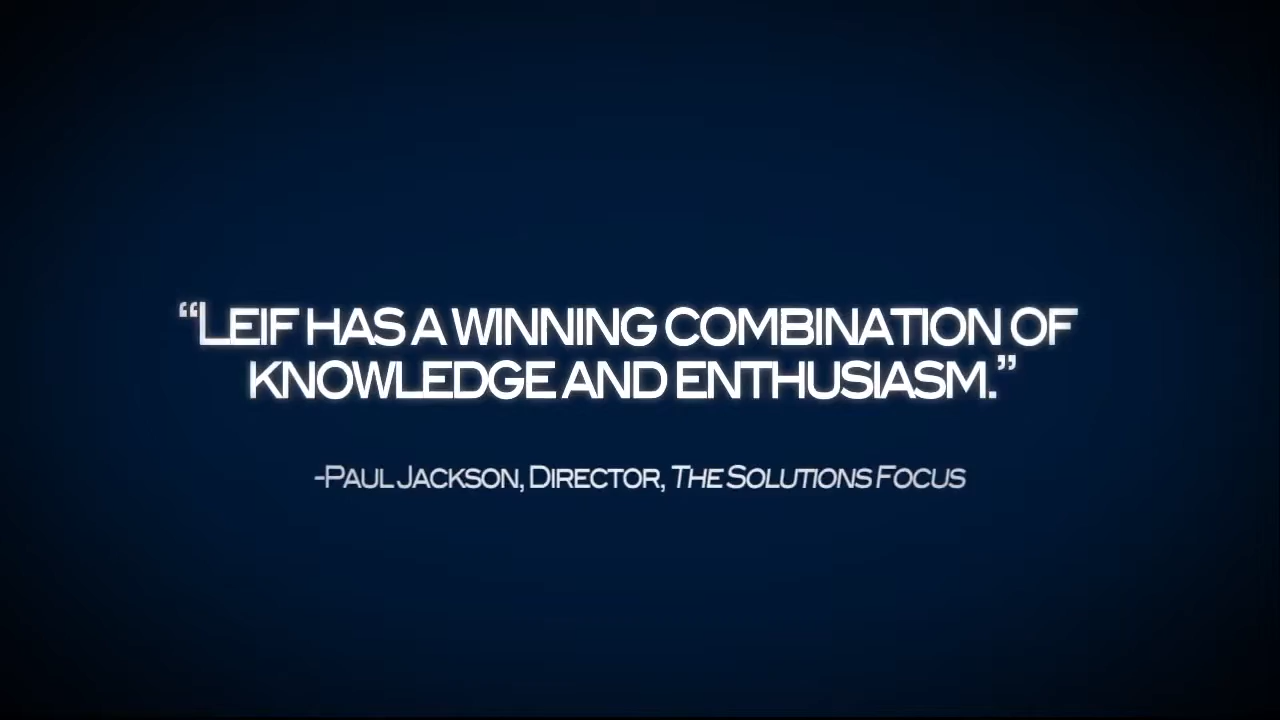 “LEIF HAS A WINNING COMBINATION OF
KNOWLEDGE AND ENTHUSIASM.”
-PAUL JACKSON, DIRECTOR, THE SOLUTIONS FOCUS